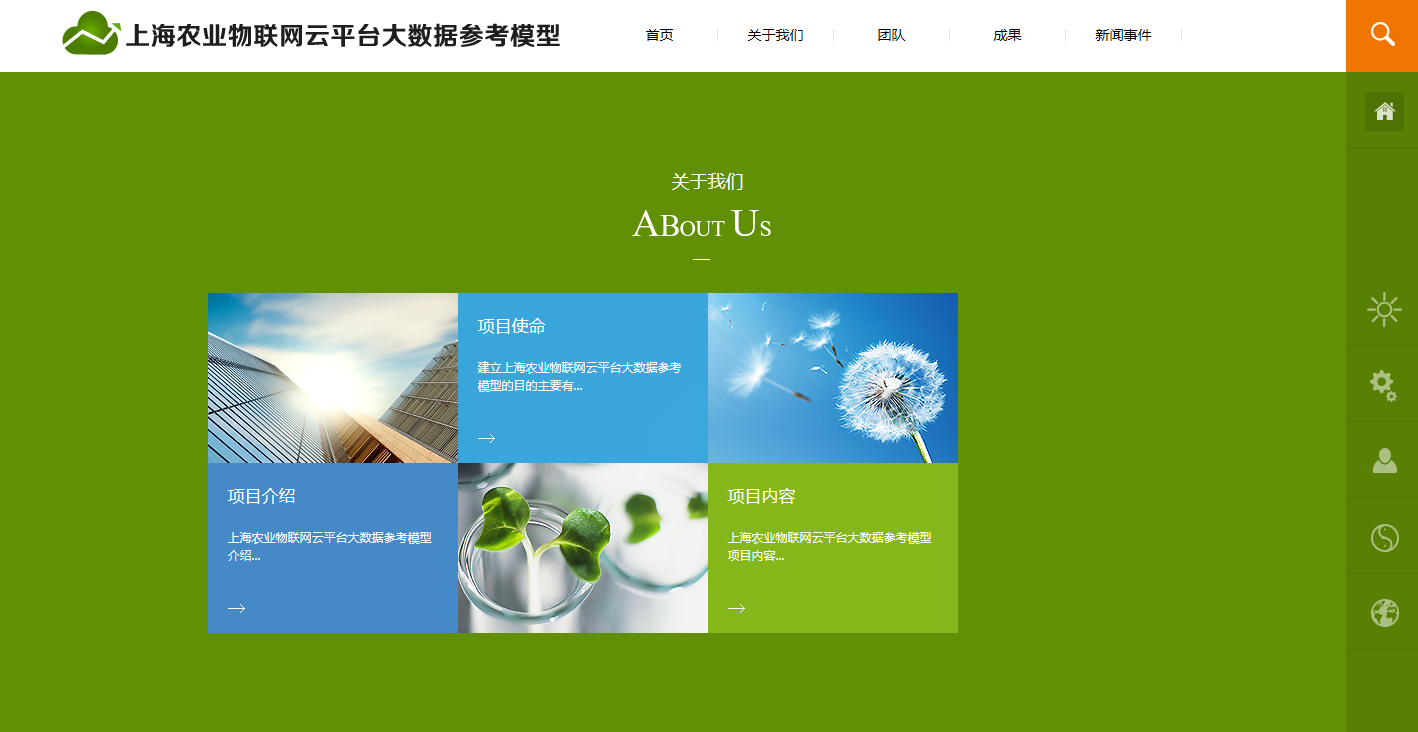 上海农业物联网云平台大数据参考模型
首页
关于我们
团队
成果
新闻事件
关于我们
ABOUT US
项目使命
建立上海农业物联网云平台大数据参考
模型的目的主要有...
项目介绍
上海农业物联网云平台大数据参考模型
介绍...
项目内容
上海农业物联网云平台大数据参考模型
项目内容...